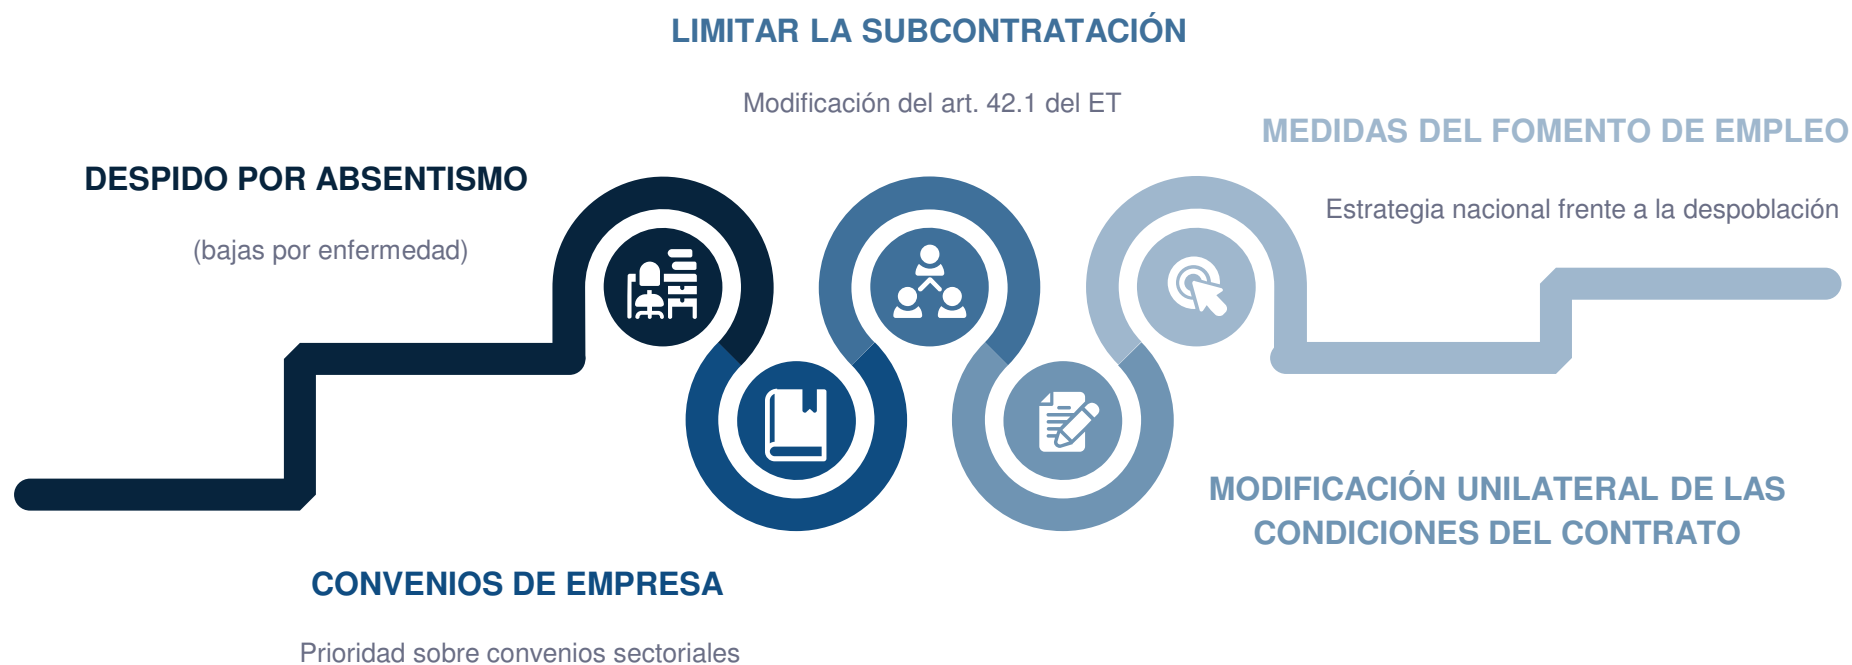 LIMITAR LA SUBCONTRATACIÓN
Modificación del art. 42.1 del ET
MEDIDAS DEL FOMENTO DE EMPLEO
Estrategia nacional frente a la despoblación
DESPIDO POR ABSENTISMO
(bajas por enfermedad)
MODIFICACIÓN UNILATERAL DE LAS
CONDICIONES DEL CONTRATO
CONVENIOS DE EMPRESA
Prioridad sobre convenios sectoriales